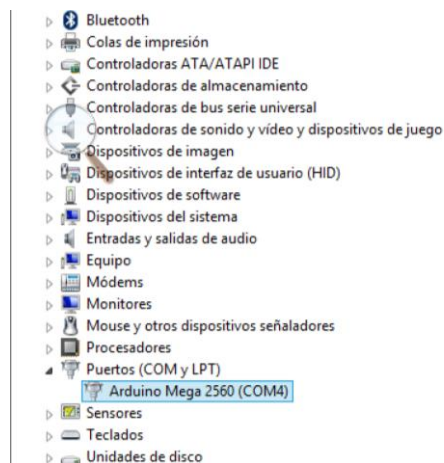 Bluetooth
Colas de impresión
Controladoras ATA/ATAPI IDE
Controladoras de almacenamiento
Controladoras de bus serie universal
Controladoras de sonido y vídeo y dispositivos de juego
Dispositivos de imagen
Dispositivos de interfaz de usuario (HID)
Dispositivos de software
Dispositivos del sistema
Entradas y salidas de audio
Equipo
Módems
Monitores
Mouse y otros dispositivos señaladores
Procesadores
Puertos (COM y LPT)
Arduino Mega 2560 (COM4)
Sensores
Teclados
Unidades de disco